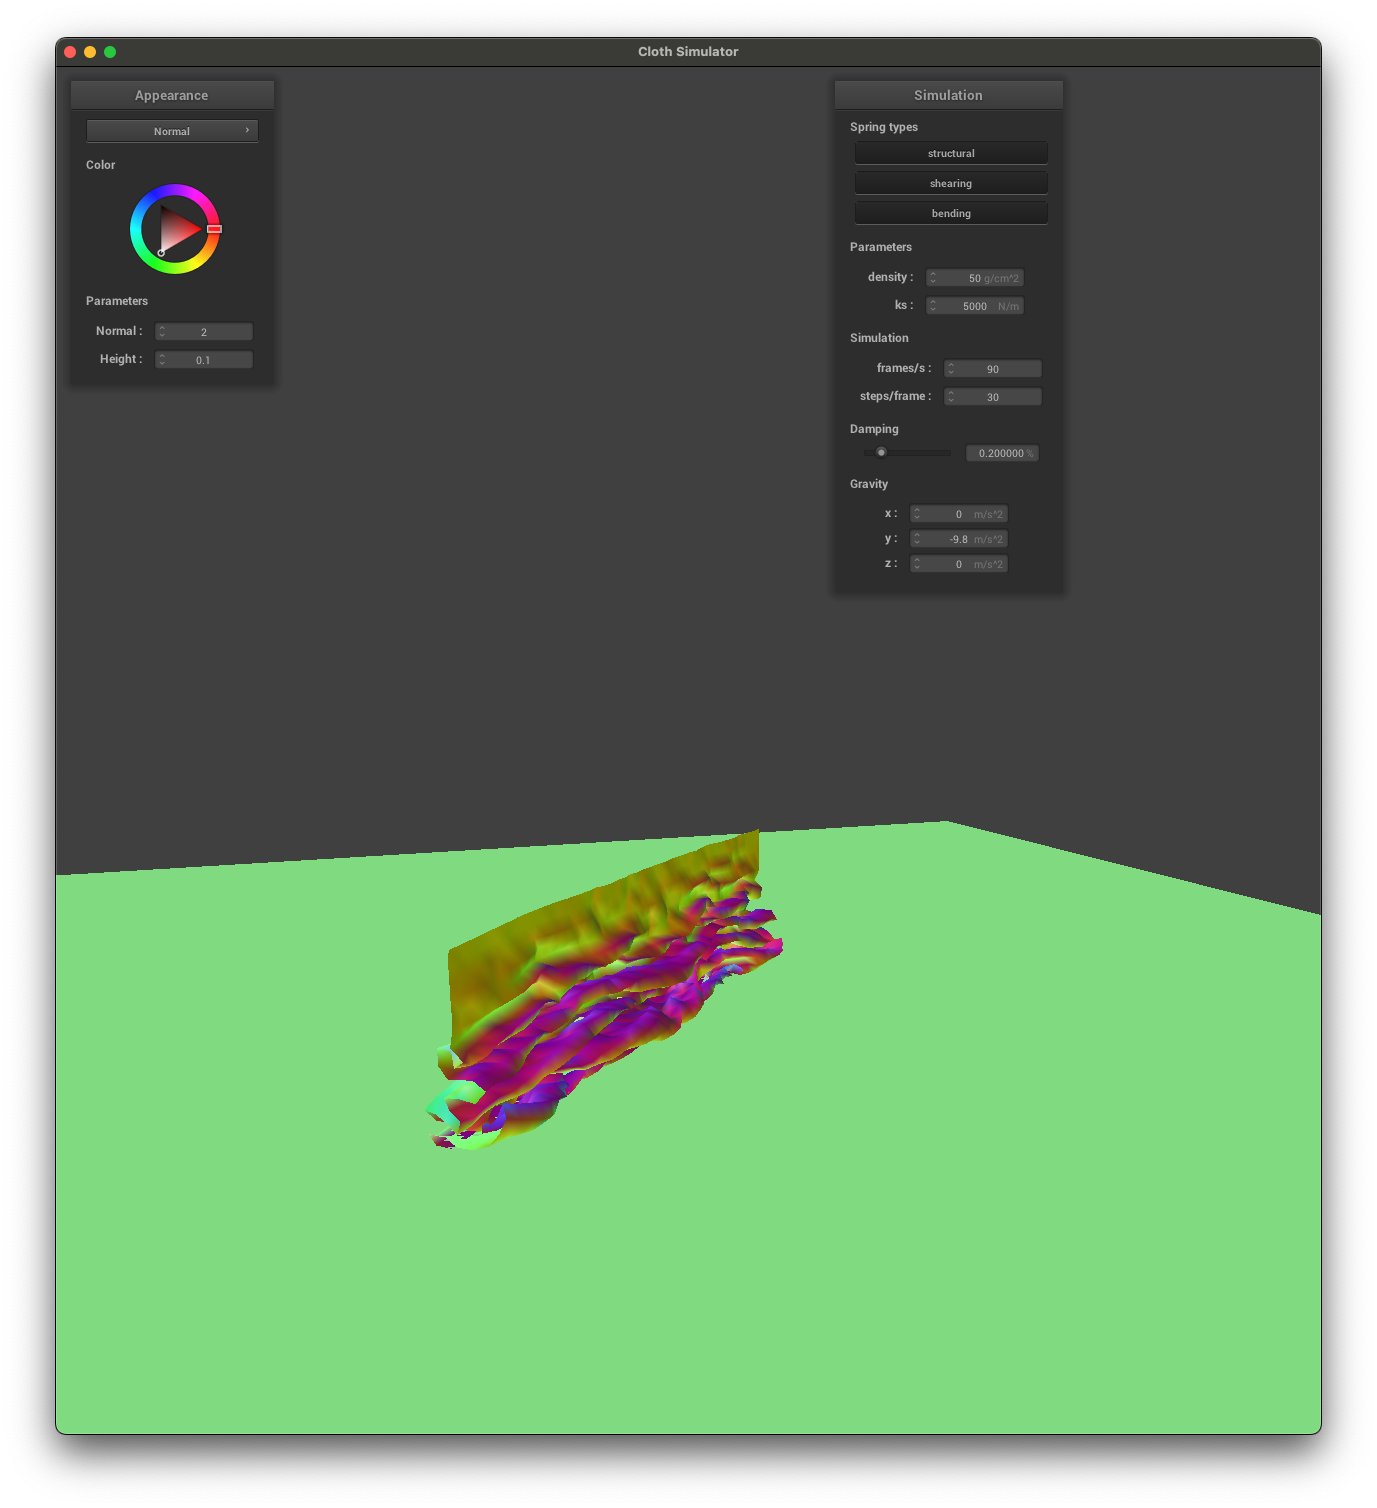 Cloth Simulator
Appearance
Normal
Color
Parameters
Normal : 2
Height : 0.1
Simulation
Spring types
structural
shearing
bending
Parameters
density : 50 g/cm^2
ks : 5000 N/m
Simulation
frames/s : 90
steps/frame : 30
Damping
0.200000 %
Gravity
x : 0 m/s^2
y : -9.8 m/s^2
z : 0 m/s^2